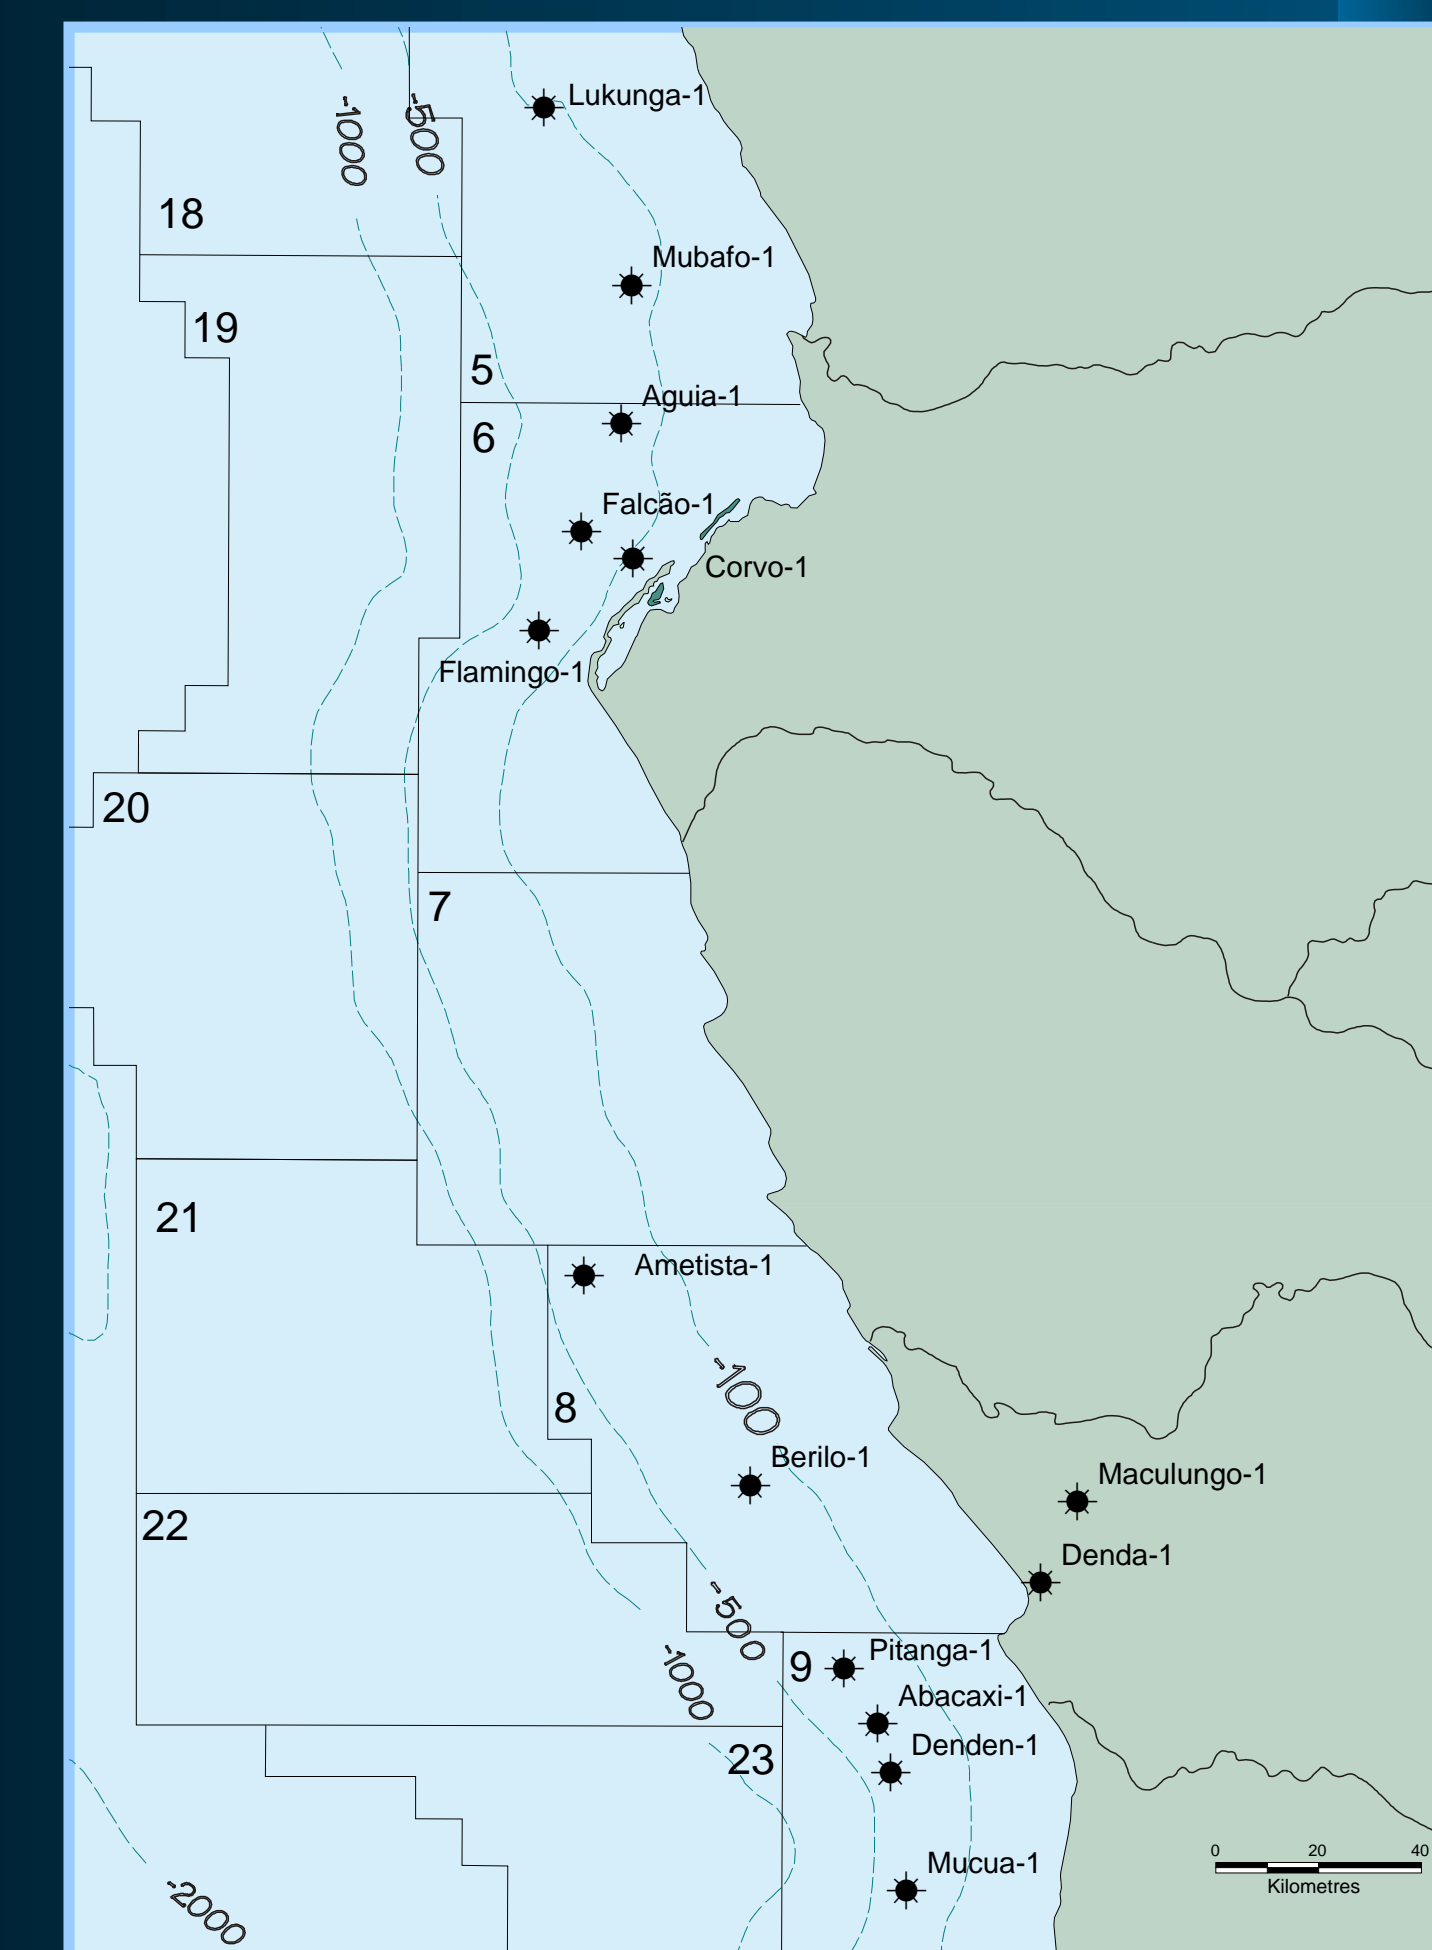 Lukunga-1
-1000
-500
18
Mubafo-1
19
5
Aguia-1
6
Falcão-1
Corvo-1
Flamingo-1
20
7
21
Ametista-1
-100
8
Berilo-1
Maculungo-1
22
Denda-1
-500
-1000
9
Pitanga-1
Abacaxi-1
23
Denden-1
Mucua-1
-2000
0 20 40
Kilometres